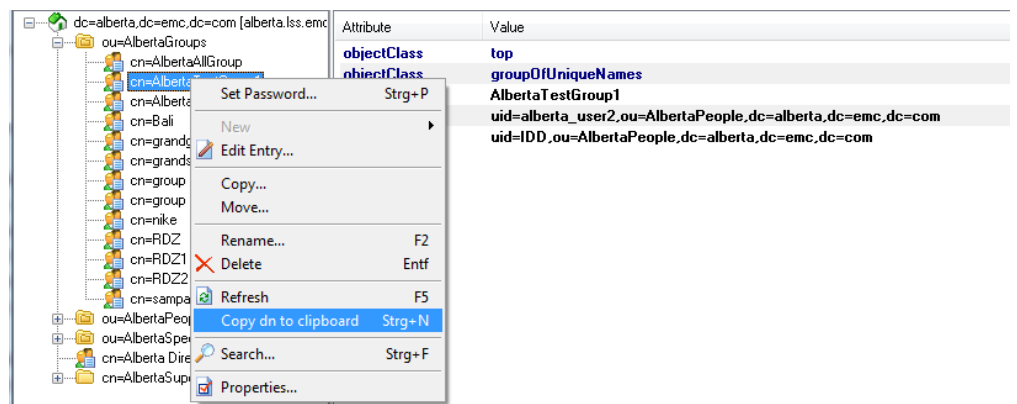 dc=alberta,dc=emc,dc=com [alberta.lss.emc
ou=AlbertaGroups
cn=AlbertaAllGroup
cn=Alberta
cn=Alberta
cn=Bali
cn=grandg
cn=grands
cn=group
cn=group
cn=nike
cn=RDZ
cn=RDZ1
cn=RDZ2
cn=sampa
ou=AlbertaPeop
ou=AlbertaSpe
cn=Alberta Dire
cn=AlbertaSup
Set Password... Strg+P
New
Edit Entry...
Copy...
Move...
Rename... F2
Delete Entf
Refresh F5
Copy dn to clipboard Strg+N
Search... Strg+F
Properties...
Attribute Value
objectClass top
objectClass groupOfUniqueNames
AlbertaTestGroup1
uid=alberta_user2,ou=AlbertaPeople,dc=alberta,dc=emc,dc=com
uid=IDD,ou=AlbertaPeople,dc=alberta,dc=emc,dc=com